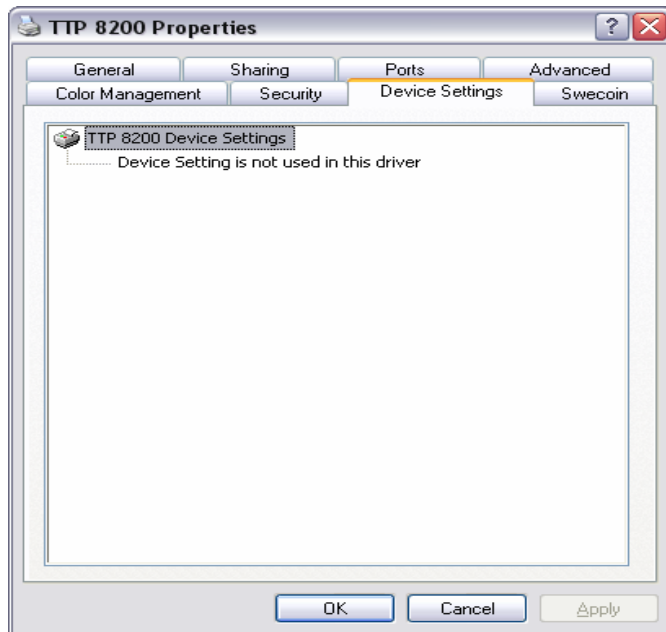 TTP 8200 Properties
General Sharing Ports Advanced
Color Management Security Device Settings Swecoin
TTP 8200 Device Settings
Device Setting is not used in this driver
OK Cancel Apply